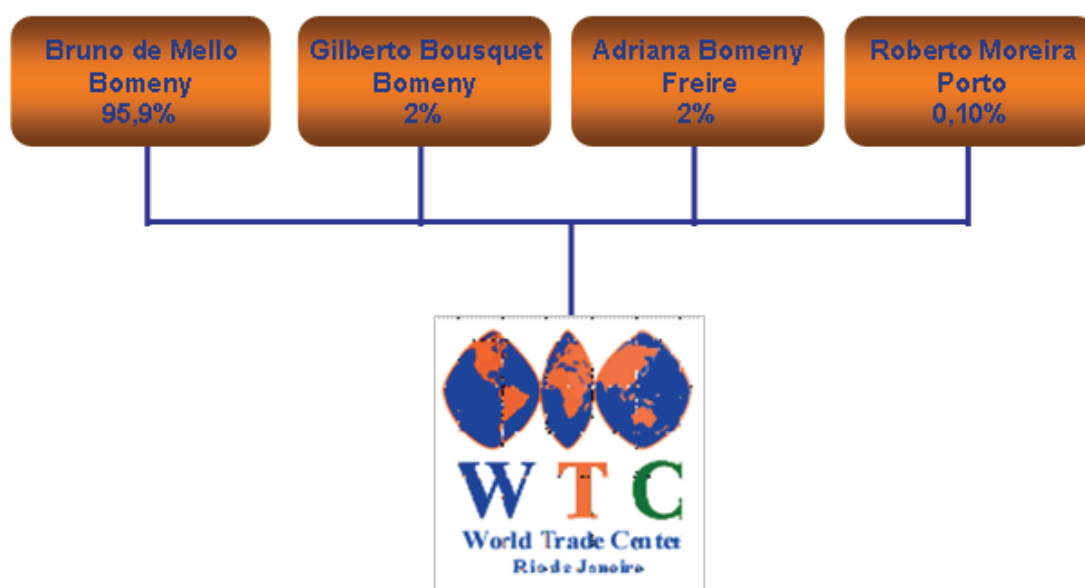 Bruno de Mello
Bomeny
95,9%
Gilberto Bousquet
Bomeny
2%
Adriana Bomeny
Freire
2%
Roberto Moreira
Porto
0,10%
W T C
World Trade Center
Rio de Janeiro